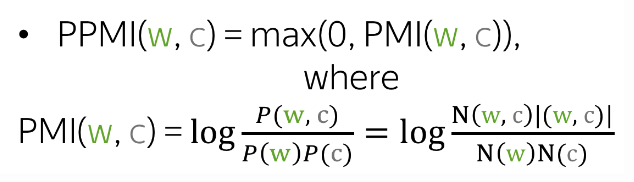 • PPMI(w, c) = max(0, PMI(w, c)),
where
PMI(w, c) = log P(w, c) / P(w)P(c) = log N(w, c)|(w, c)| / N(w)N(c)